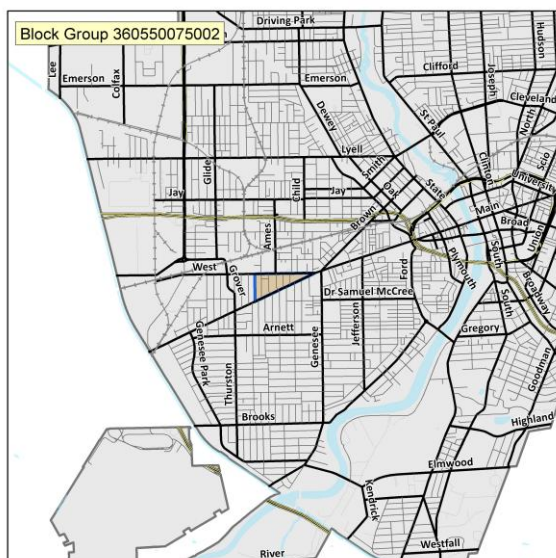 Block Group 360550075002
Driving Park
Hudson
Lee
Colfax
Emerson
Emerson
Clifford
Joseph
Cleveland
Dewey
St Paul
North
Lyell
Scio
Glide
Child
Smith
Clinton
University
Jay
Jay
Oak
State
Main
Ames
Brown
Broad
Union
West
Grover
Ford
Plymouth
South
Broadway
Dr Samuel McCree
South
Arnett
Genesee
Jefferson
Gregory
Goodman
Genesee Park
Thurston
Brooks
Highland
Elmwood
Kendrick
Westfall
River